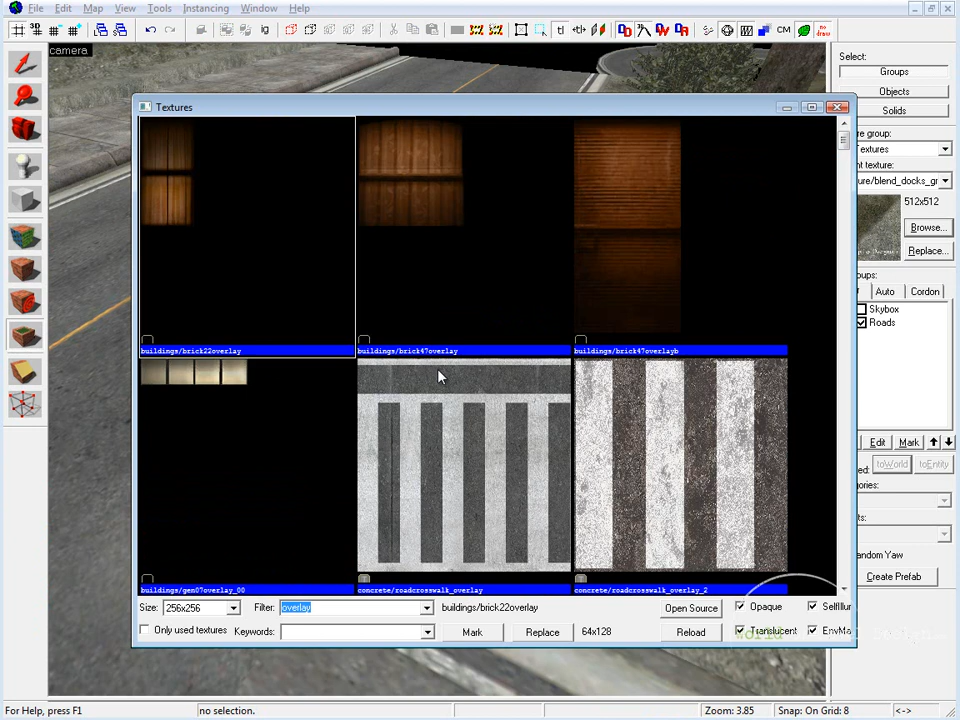 File Edit Map View Tools Instancing Window Help
camera
Select:
Groups
Objects
Solids
Textures
re group:
Textures
nt texture:
ure/blend_docks_gr
512x512
Browse...
Replace...
oups:
Auto Cordon
Skybox
Roads
Edit Mark
ed: toWorld toEntity
ories:
ts:
andom Yaw
Create Prefab
buildings/brick22overlay buildings/brick47overlay buildings/brick47overlayb
buildings/gen07overlay_00 concrete/roadcrosswalk_overlay concrete/roadcrosswalk_overlay_2
Size: 256x256 Filter: overlay buildings/brick22overlay Open Source Opaque SelfIllum
Only used textures Keywords: Mark Replace 64x128 Reload Translucent EnvMa
For Help, press F1 no selection. Zoom: 3.85 Snap: On Grid: 8 <->